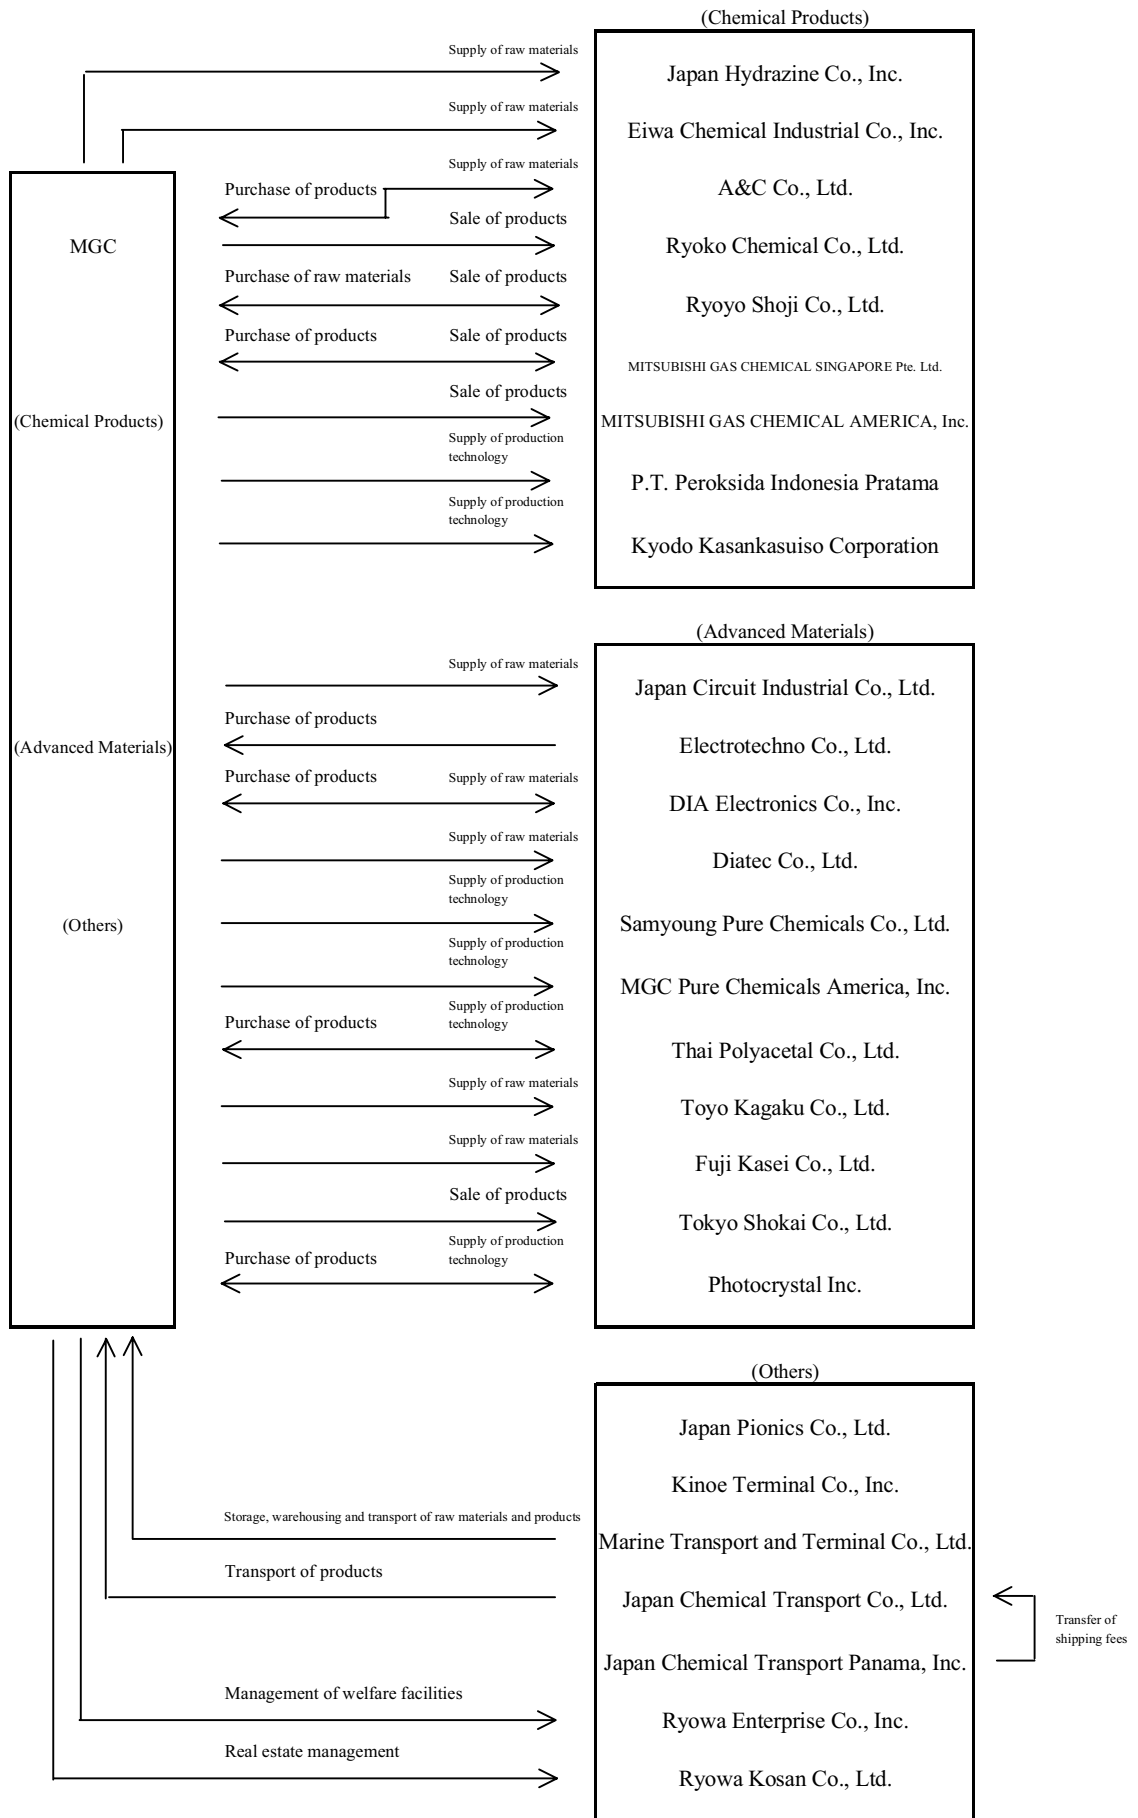 (Chemical Products)
Supply of raw materials
Japan Hydrazine Co., Inc.
Supply of raw materials
Eiwa Chemical Industrial Co., Inc.
Supply of raw materials
Purchase of products
A&C Co., Ltd.
Sale of products
MGC
Ryoko Chemical Co., Ltd.
Purchase of raw materials
Sale of products
Ryoyo Shoji Co., Ltd.
Purchase of products
Sale of products
MITSUBISHI GAS CHEMICAL SINGAPORE Pte. Ltd.
Sale of products
(Chemical Products)
MITSUBISHI GAS CHEMICAL AMERICA, Inc.
Supply of production
technology
P.T. Peroksida Indonesia Pratama
Supply of production
technology
Kyodo Kasankasuiso Corporation
(Advanced Materials)
Supply of raw materials
Japan Circuit Industrial Co., Ltd.
Purchase of products
(Advanced Materials)
Electrotechno Co., Ltd.
Purchase of products
Supply of raw materials
DIA Electronics Co., Inc.
Supply of raw materials
Diatec Co., Ltd.
Supply of production
technology
(Others)
Samyoung Pure Chemicals Co., Ltd.
Supply of production
technology
MGC Pure Chemicals America, Inc.
Supply of production
technology
Purchase of products
Thai Polyacetal Co., Ltd.
Supply of raw materials
Toyo Kagaku Co., Ltd.
Supply of raw materials
Fuji Kasei Co., Ltd.
Sale of products
Tokyo Shokai Co., Ltd.
Supply of production
technology
Purchase of products
Photocrystal Inc.
(Others)
Japan Pionics Co., Ltd.
Kinoe Terminal Co., Inc.
Storage, warehousing and transport of raw materials and products
Marine Transport and Terminal Co., Ltd.
Transport of products
Japan Chemical Transport Co., Ltd.
Transfer of
shipping fees
Japan Chemical Transport Panama, Inc.
Management of welfare facilities
Ryowa Enterprise Co., Inc.
Real estate management
Ryowa Kosan Co., Ltd.